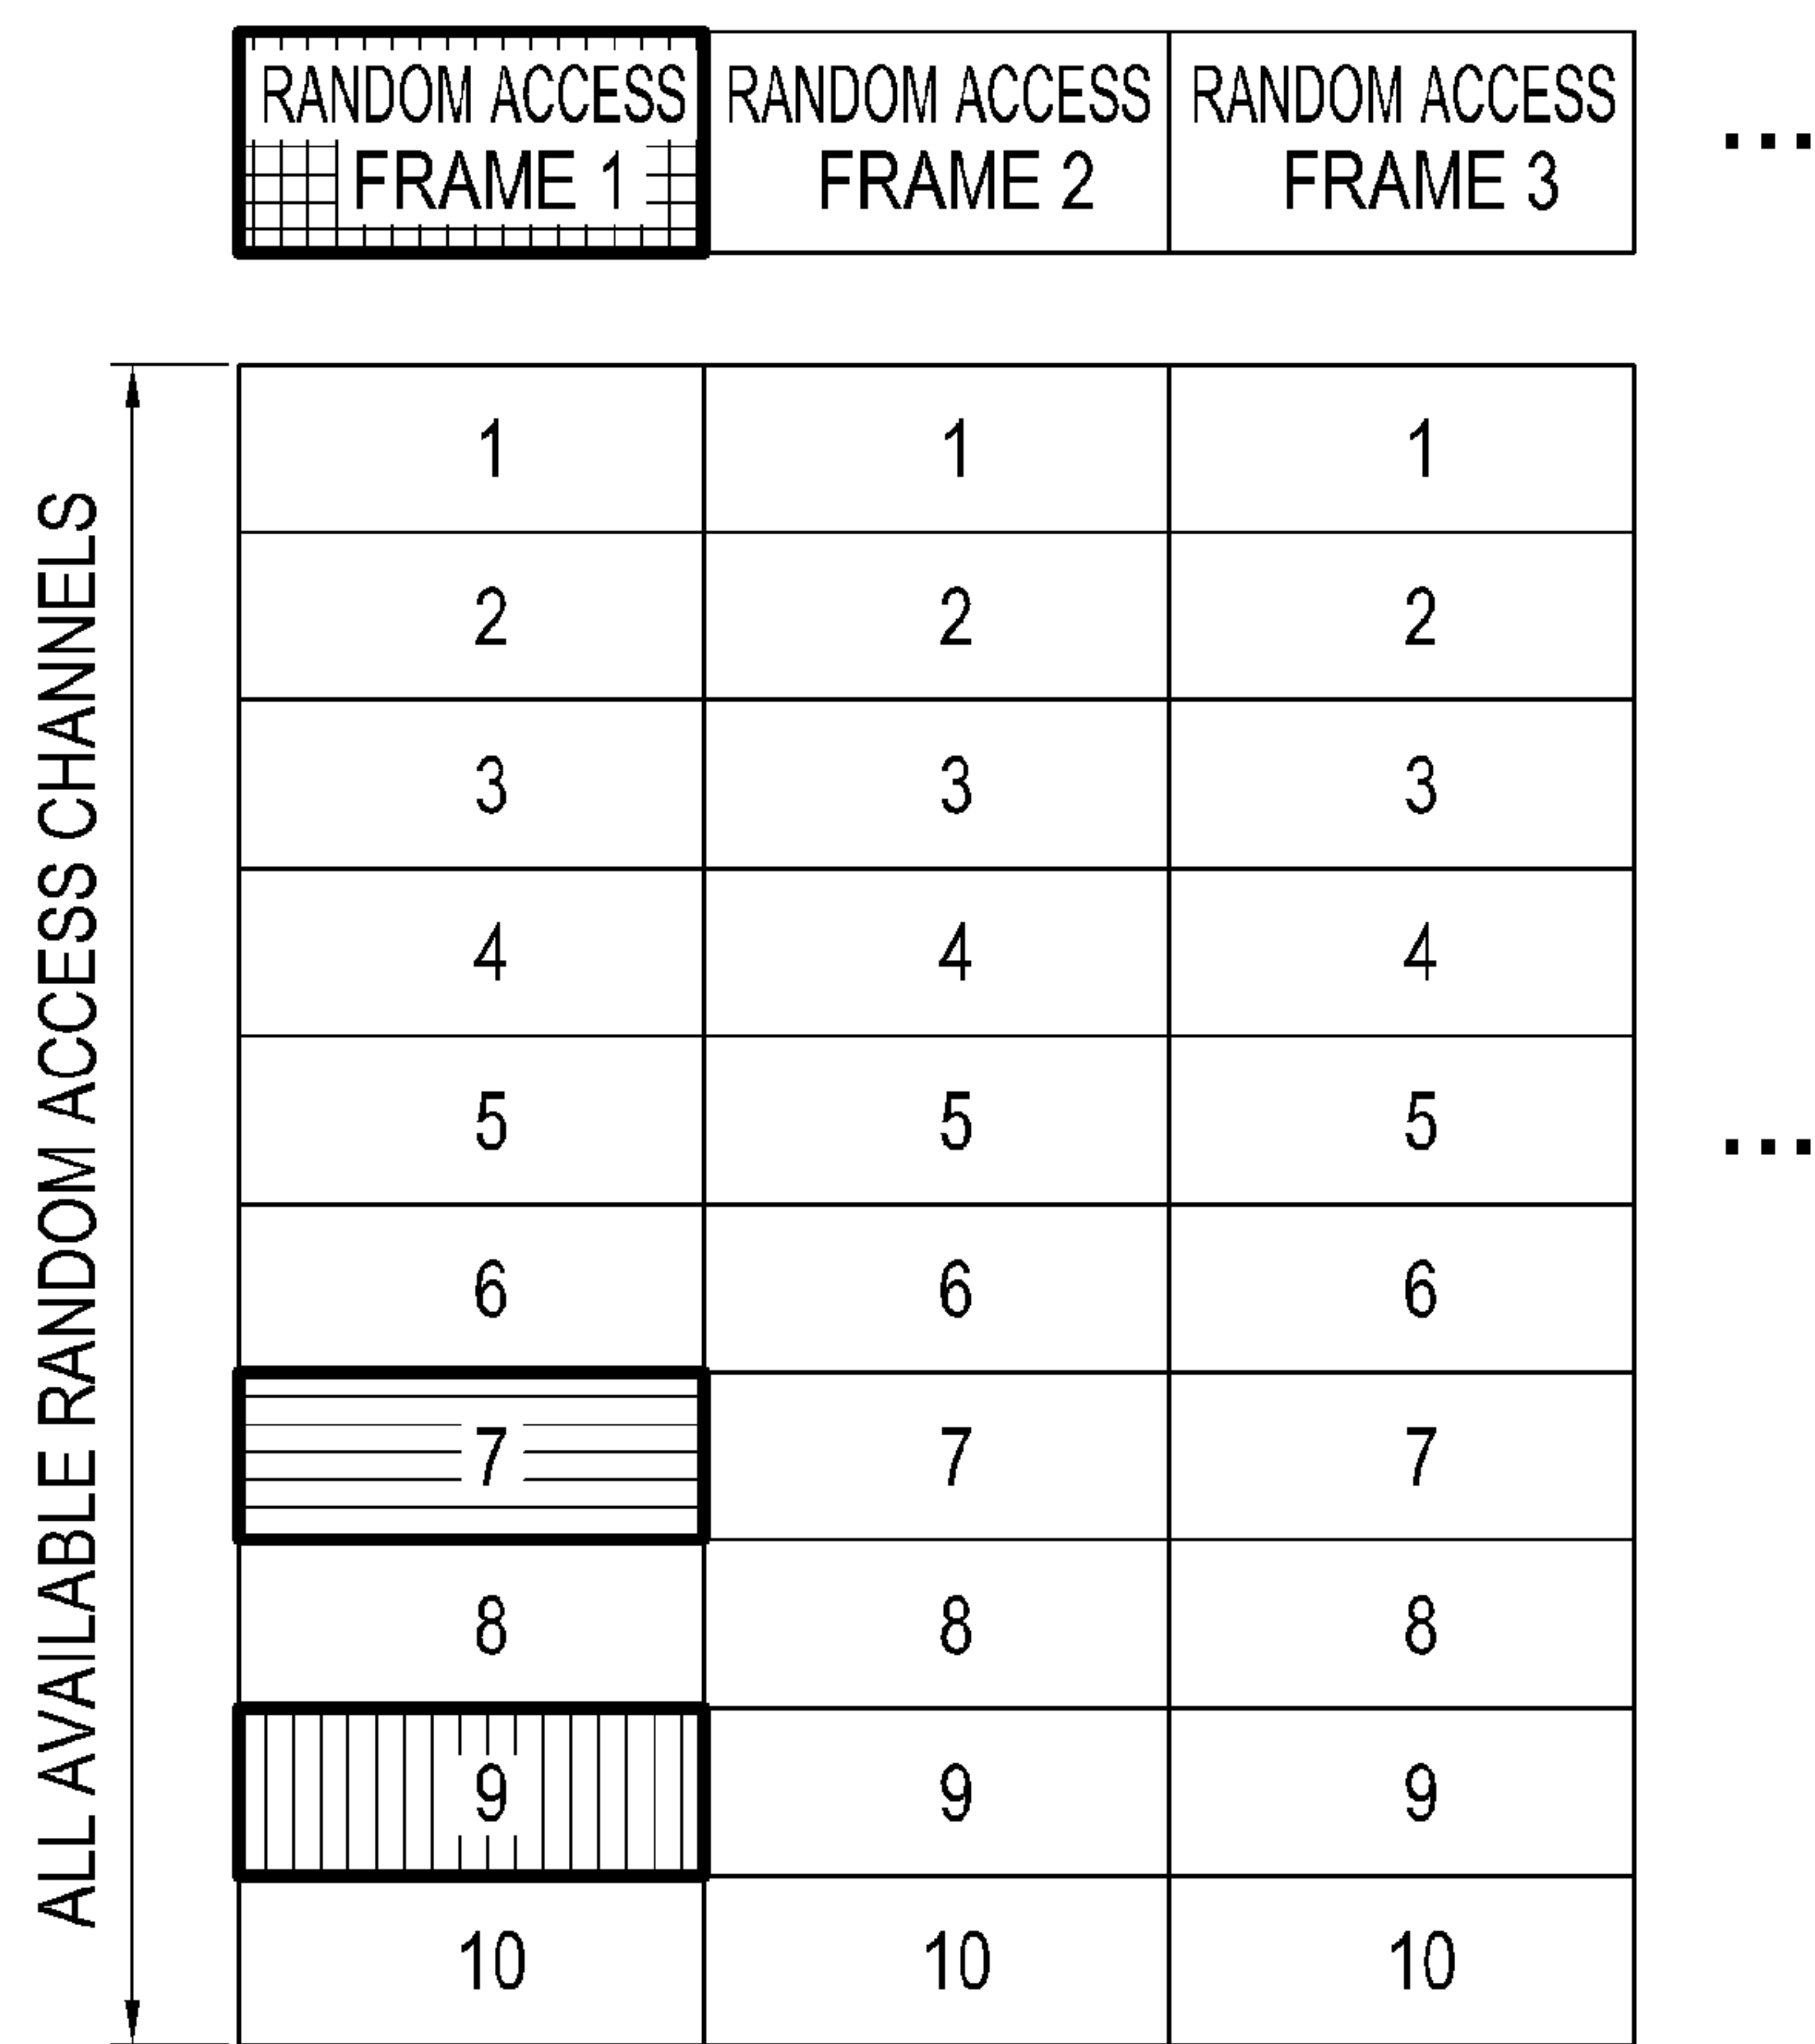 RANDOM ACCESS RANDOM ACCESS RANDOM ACCESS
FRAME 1 FRAME 2 FRAME 3 ...
ALL AVAILABLE RANDOM ACCESS CHANNELS
1 1 1
2 2 2
3 3 3
4 4 4
5 5 5 ...
6 6 6
7 7 7
8 8 8
9 9 9
10 10 10